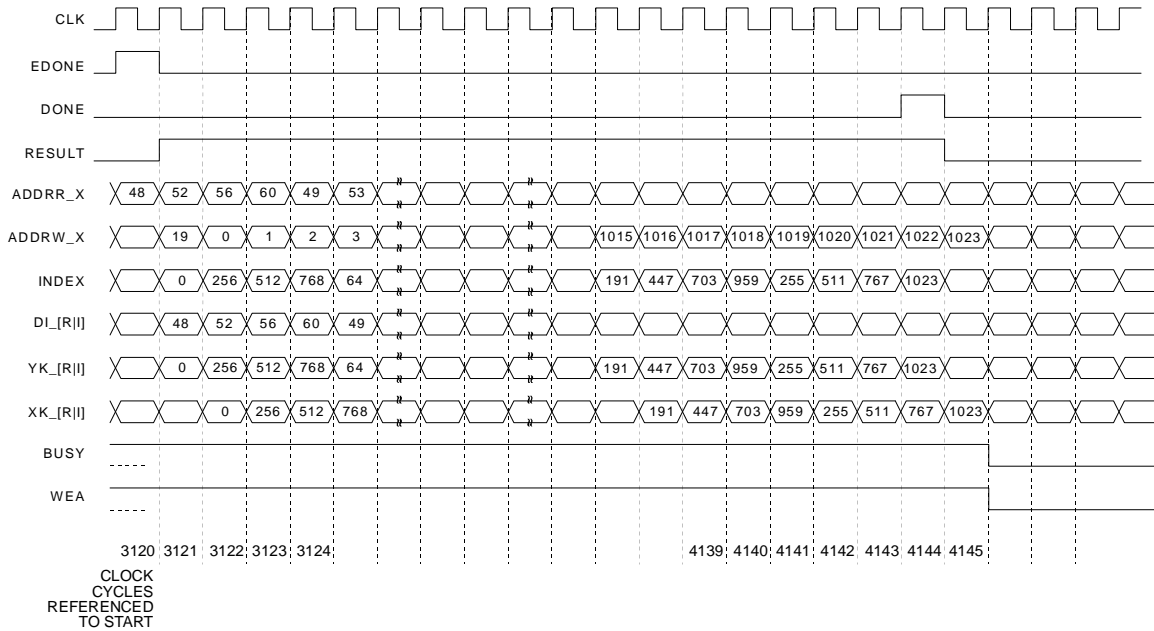 CLK
EDONE
DONE
RESULT
ADDRR_X 48 52 56 60 49 53
ADDRW_X 19 0 1 2 3 1015 1016 1017 1018 1019 1020 1021 1022 1023
INDEX 0 256 512 768 64 191 447 703 959 255 511 767 1023
DI_[R|I] 48 52 56 60 49
YK_[R|I] 0 256 512 768 64 191 447 703 959 255 511 767 1023
XK_[R|I] 0 256 512 768 191 447 703 959 255 511 767 1023
BUSY
WEA
3120 3121 3122 3123 3124 4139 4140 4141 4142 4143 4144 4145
CLOCK
CYCLES
REFERENCED
TO START